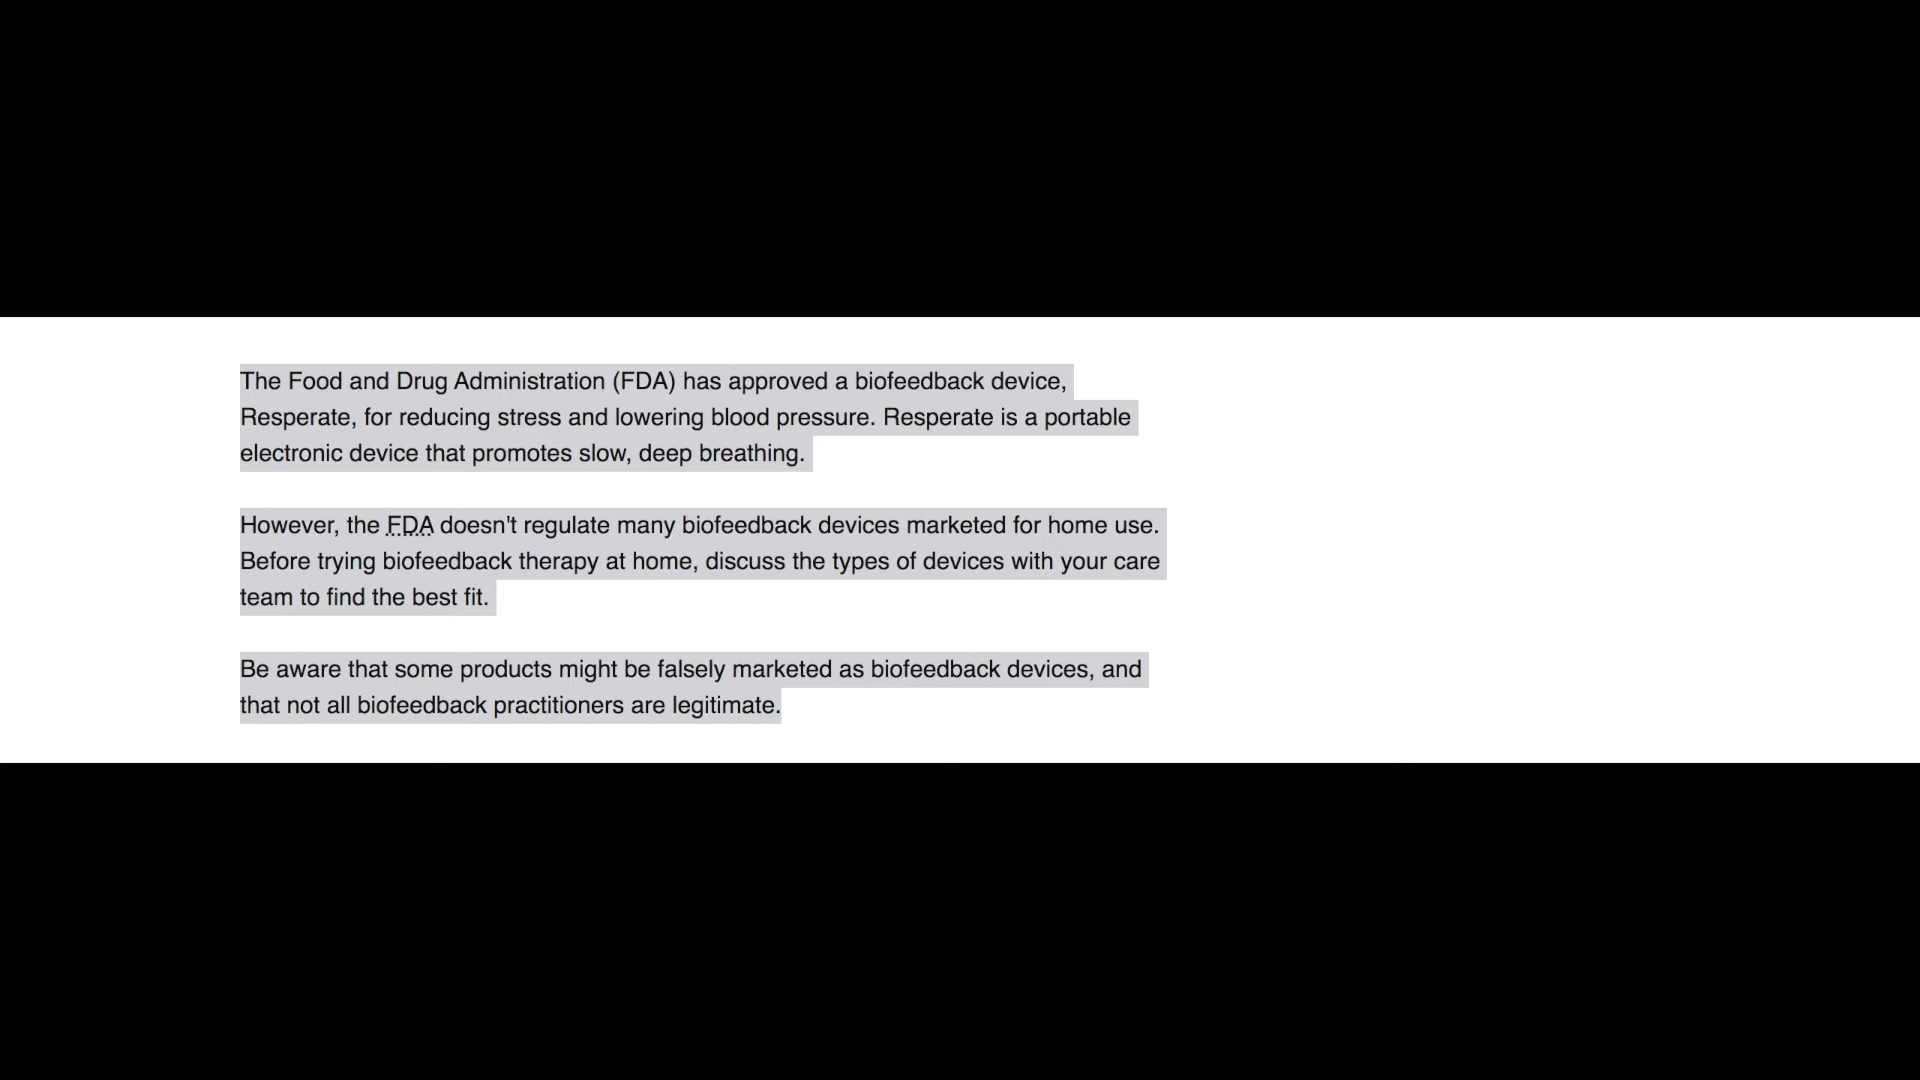 The Food and Drug Administration (FDA) has approved a biofeedback device,
Resperate, for reducing stress and lowering blood pressure. Resperate is a portable
electronic device that promotes slow, deep breathing.
However, the FDA doesn't regulate many biofeedback devices marketed for home use.
Before trying biofeedback therapy at home, discuss the types of devices with your care
team to find the best fit.
Be aware that some products might be falsely marketed as biofeedback devices, and
that not all biofeedback practitioners are legitimate.